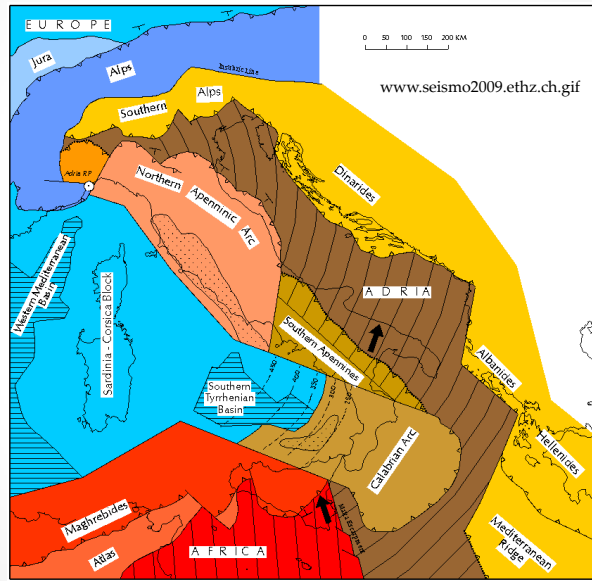 EUROPE
Jura
Alps
Insubric Line
0 50 100 200 KM
www.seismo2009.ethz.ch.gif
Southern Alps
Adria RP
Northern Apenninic Arc
Dinarides
Western Mediterranean
Basin
Sardinia - Corsica Block
ADRIA
Southern Apennines
Southern
Tyrrhenian
Basin
Albanides
Hellenides
Calabrian Arc
Maghrebides
Atlas
AFRICA
Malta Escarpment
Mediterranean
Ridge